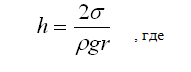 h = 2σ / ρgr , где